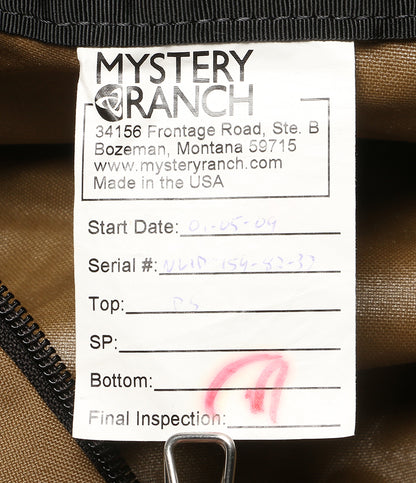 MYSTERY
RANCH
34156 Frontage Road, Ste. B
Bozeman, Montana 59715
www.mysteryranch.com
Made in the USA
Start Date:
Serial #:
Top:
SP:
Bottom:
Final Inspection: